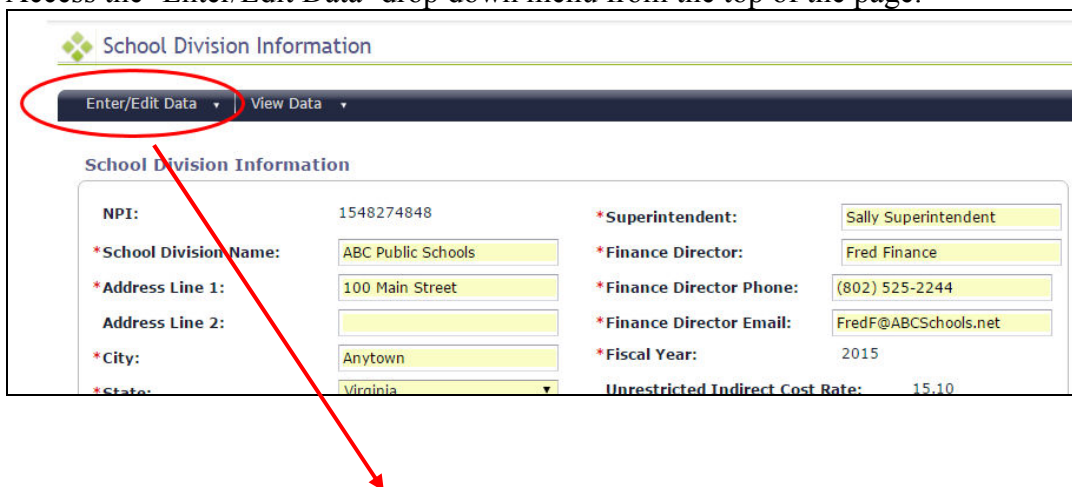 Access the "Enter/Edit Data" drop down menu from the top of the page.
School Division Information
Enter/Edit Data ▾ | View Data ▾
School Division Information
NPI: 1548274848 *Superintendent: Sally Superintendent
*School Division Name: ABC Public Schools *Finance Director: Fred Finance
*Address Line 1: 100 Main Street *Finance Director Phone: (802) 525-2244
Address Line 2: *Finance Director Email: FredF@ABCSchools.net
*City: Anytown *Fiscal Year: 2015
*State: Virginia Unrestricted Indirect Cost Rate: 15.10